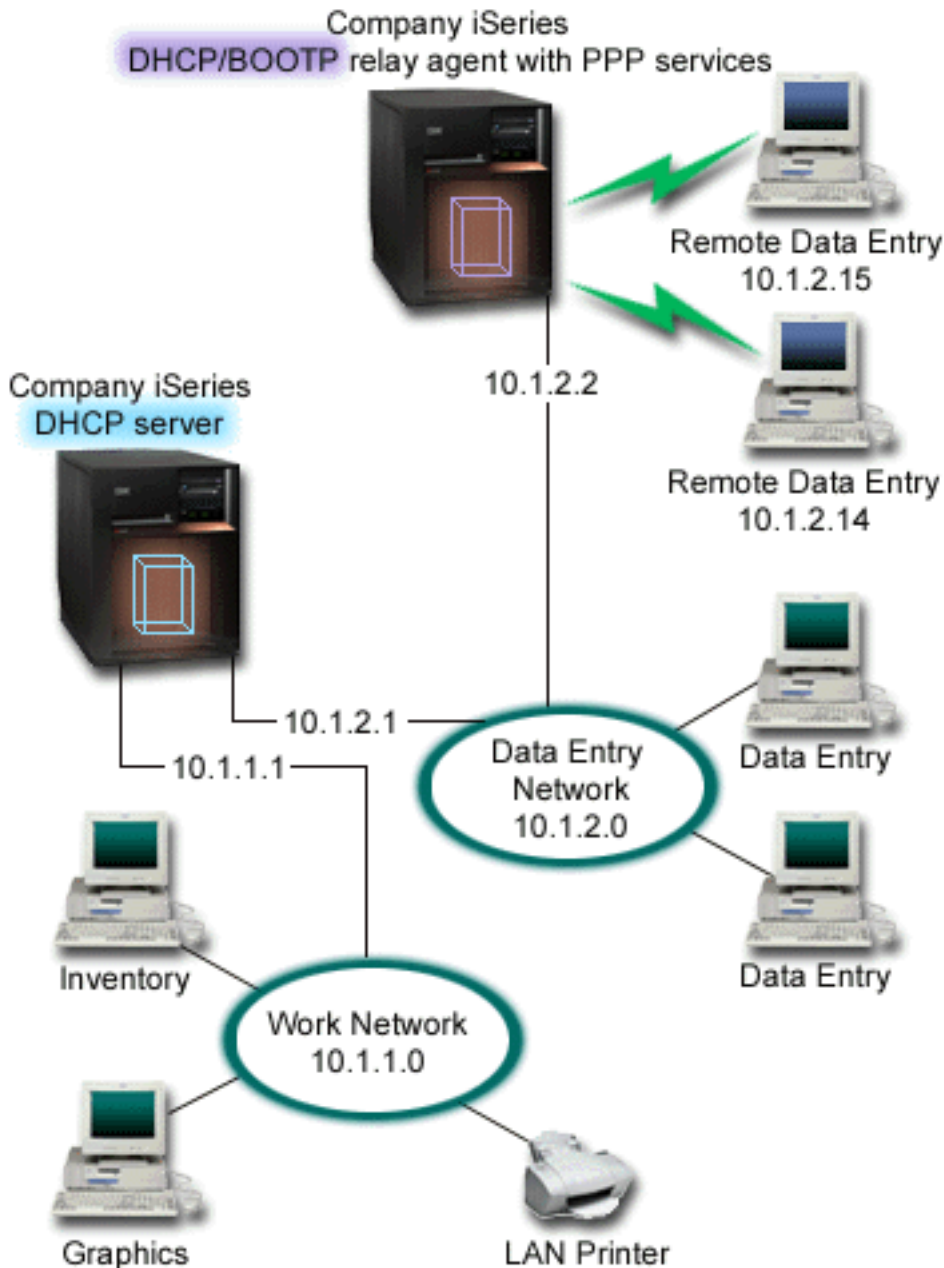 Company iSeries
DHCP/BOOTP relay agent with PPP services
Remote Data Entry
10.1.2.15
10.1.2.2
Remote Data Entry
10.1.2.14
Company iSeries
DHCP server
10.1.2.1
10.1.1.1
Data Entry
Network
10.1.2.0
Data Entry
Data Entry
Inventory
Work Network
10.1.1.0
Graphics
LAN Printer